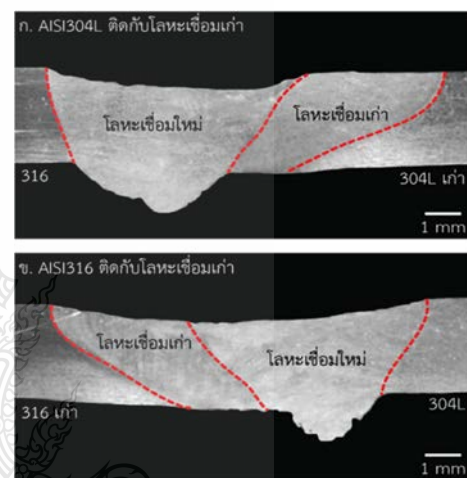 ก. AISI304L ติดกับโลหะเชื่อมเก่า
โลหะเชื่อมใหม่
โลหะเชื่อมเก่า
316
304L เก่า
1 mm
ข. AISI316 ติดกับโลหะเชื่อมเก่า
โลหะเชื่อมเก่า
โลหะเชื่อมใหม่
316 เก่า
304L
1 mm